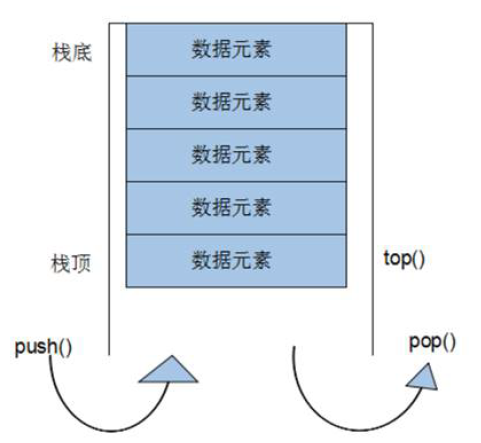 栈底 数据元素
数据元素
数据元素
数据元素
栈顶 数据元素 top()
push() pop()